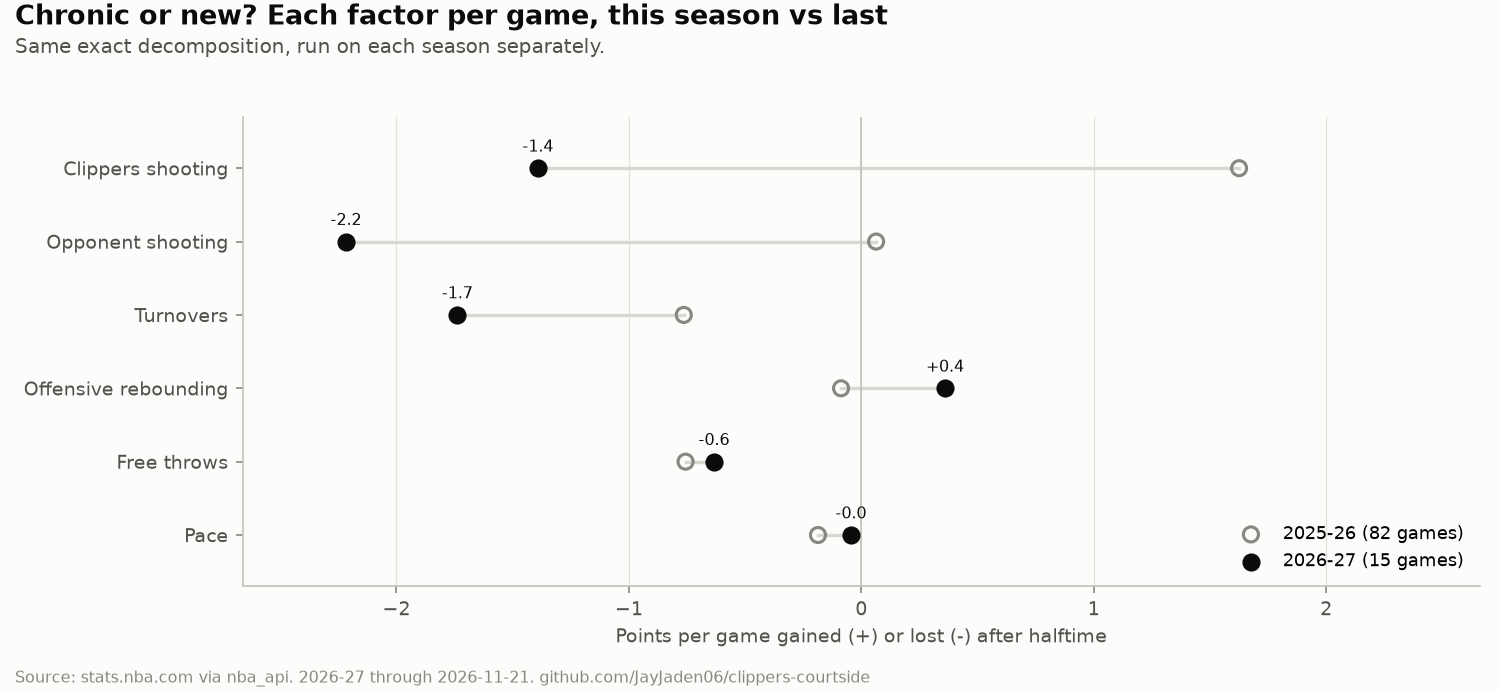 Chronic or new? Each factor per game, this season vs last
Same exact decomposition, run on each season separately.
Clippers shooting
-1.4
Opponent shooting
-2.2
Turnovers
-1.7
Offensive rebounding
+0.4
Free throws
-0.6
Pace
-0.0
2025-26 (82 games)
2026-27 (15 games)
−2 −1 0 1 2
Points per game gained (+) or lost (-) after halftime
Source: stats.nba.com via nba_api. 2026-27 through 2026-11-21. github.com/JayJaden06/clippers-courtside